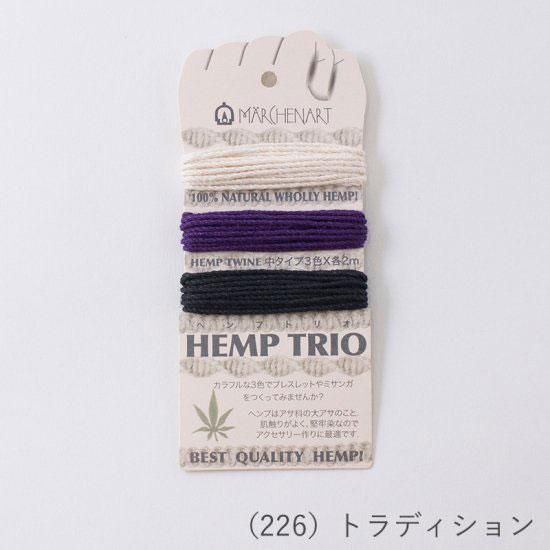 MÄRCHENART
100% NATURAL WHOLLY HEMP!
HEMP TWINE 中タイプ3色X各2m
ヘンプトリオ
HEMP TRIO
カラフルな3色でブレスレットやミサンガ
をつくってみませんか?
ヘンプはアサ科の大アサのこと。
肌触りがよく、堅牢染なので
アクセサリー作りに最適です。
BEST QUALITY HEMP!
(226) トラディション